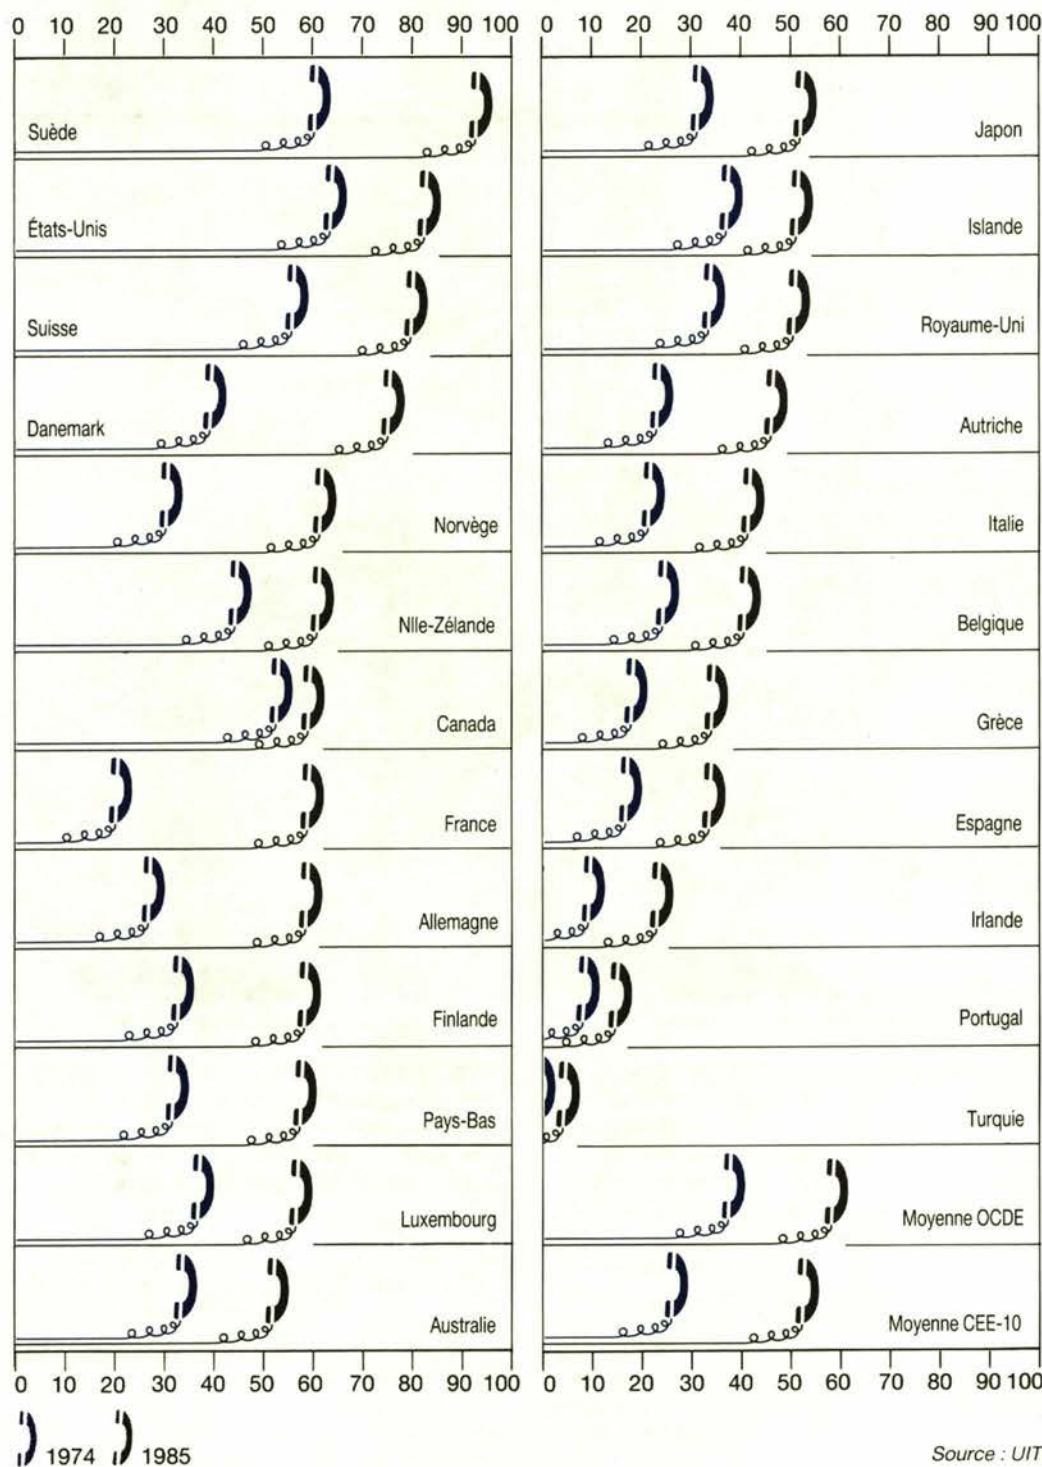 0 10 20 30 40 50 60 70 80 90 100
0 10 20 30 40 50 60 70 80 90 100
Suède
États-Unis
Suisse
Danemark
Norvège
Nlle-Zélande
Canada
France
Allemagne
Finlande
Pays-Bas
Luxembourg
Australie
Japon
Islande
Royaume-Uni
Autriche
Italie
Belgique
Grèce
Espagne
Irlande
Portugal
Turquie
Moyenne OCDE
Moyenne CEE-10
0 10 20 30 40 50 60 70 80 90 100
0 10 20 30 40 50 60 70 80 90 100
1974 1985
Source : UIT